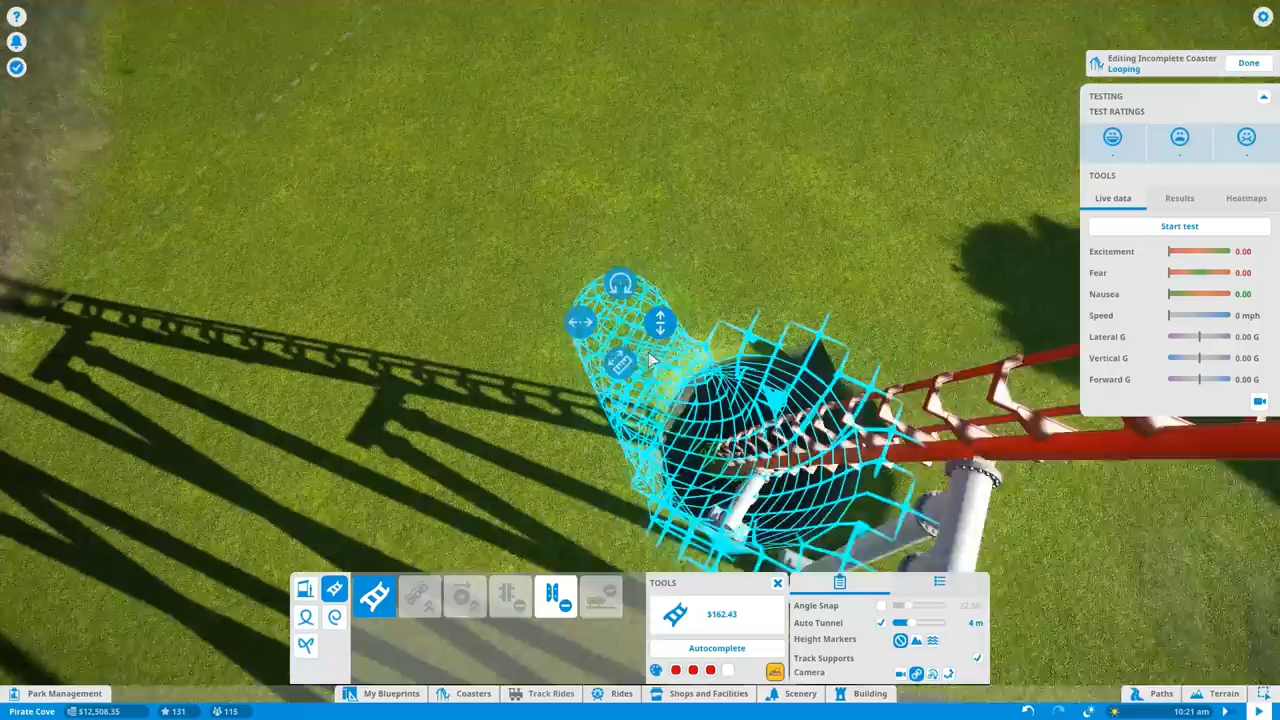 ?
Editing Incomplete Coaster
Looping
Done
TESTING
TEST RATINGS
-
-
-
TOOLS
Live data
Results
Heatmaps
Start test
Excitement
0.00
Fear
0.00
Nausea
0.00
Speed
0 mph
Lateral G
0.00 G
Vertical G
0.00 G
Forward G
0.00 G
TOOLS
$162.43
Autocomplete
Angle Snap
22.50°
Auto Tunnel
4 m
Height Markers
Track Supports
Camera
Park Management
My Blueprints
Coasters
Track Rides
Rides
Shops and Facilities
Scenery
Building
Paths
Terrain
Pirate Cove
$12,508.35
131
115
10:21 am